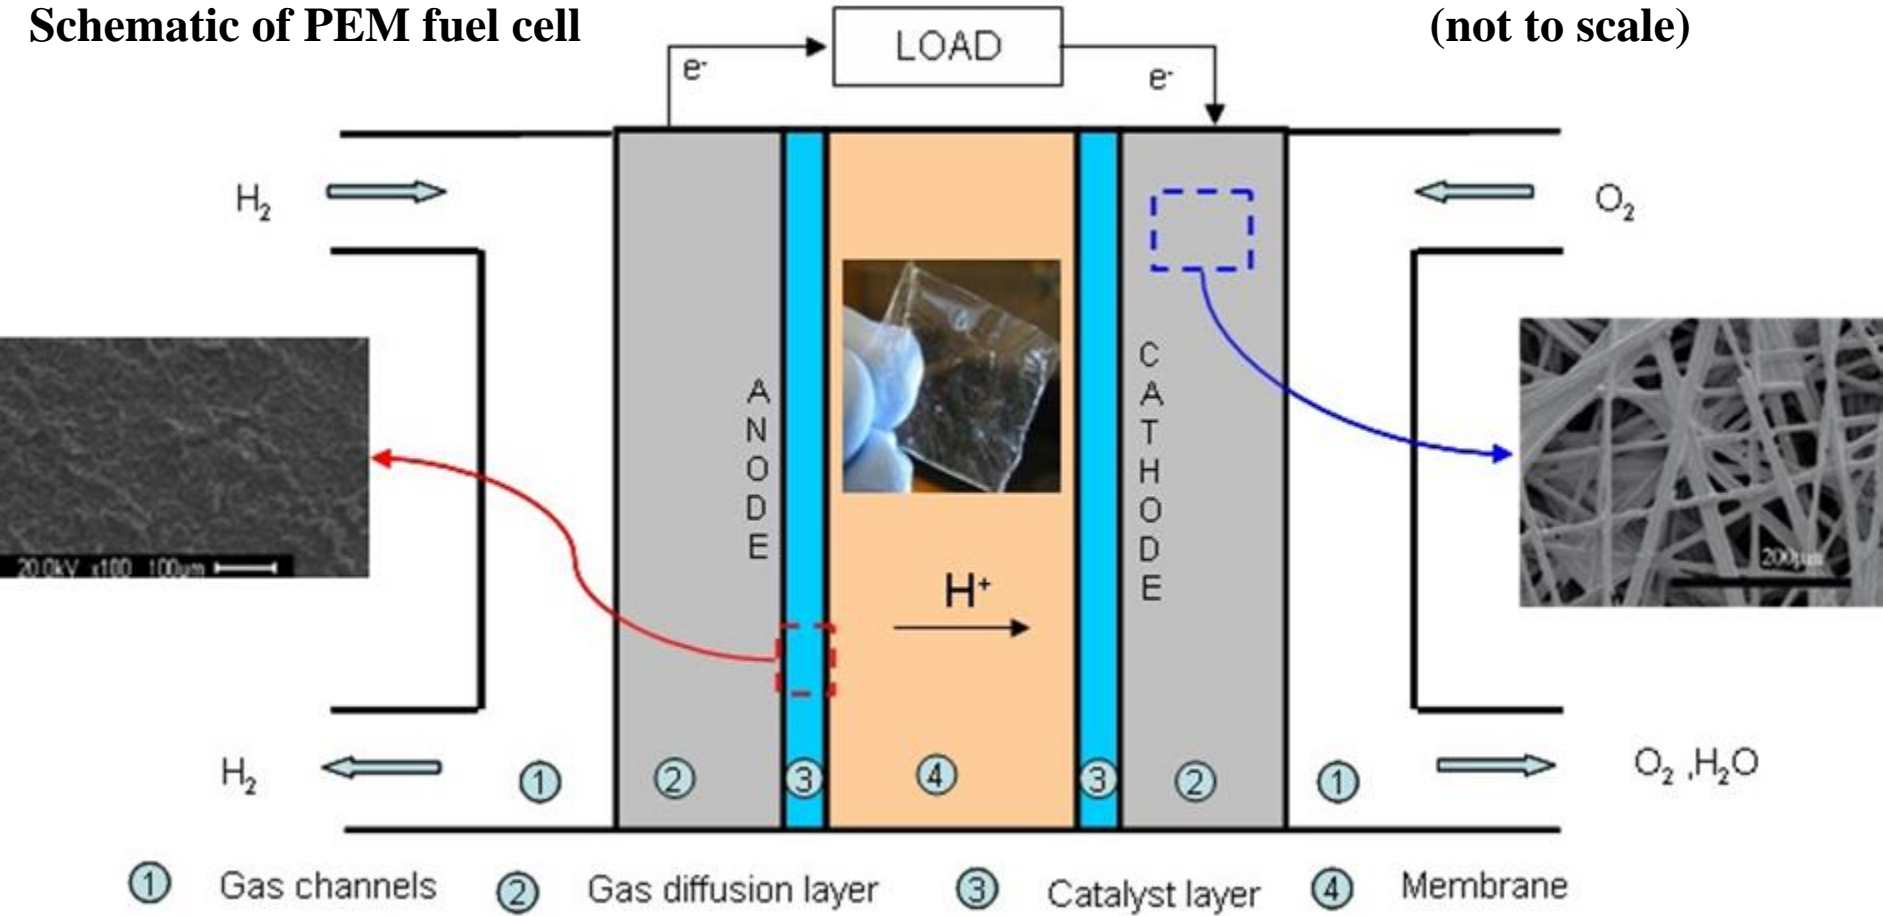 Schematic of PEM fuel cell
(not to scale)
LOAD
e-
e-
H2
O2
ANODE
CATHODE
20.0kV x100 100µm
200µm
H+
H2
O2 ,H2O
1
2
3
4
3
2
1
1 Gas channels
2 Gas diffusion layer
3 Catalyst layer
4 Membrane